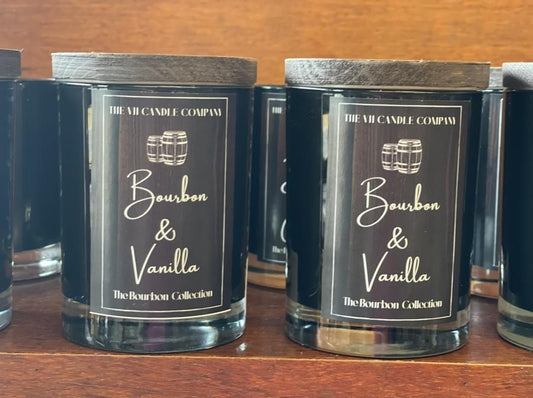 THE VII CANDLE COMPANY
Bourbon
&
Vanilla
The Bourbon Collection
THE VII CANDLE COMPANY
Bourbon
&
Vanilla
The Bourbon Collection